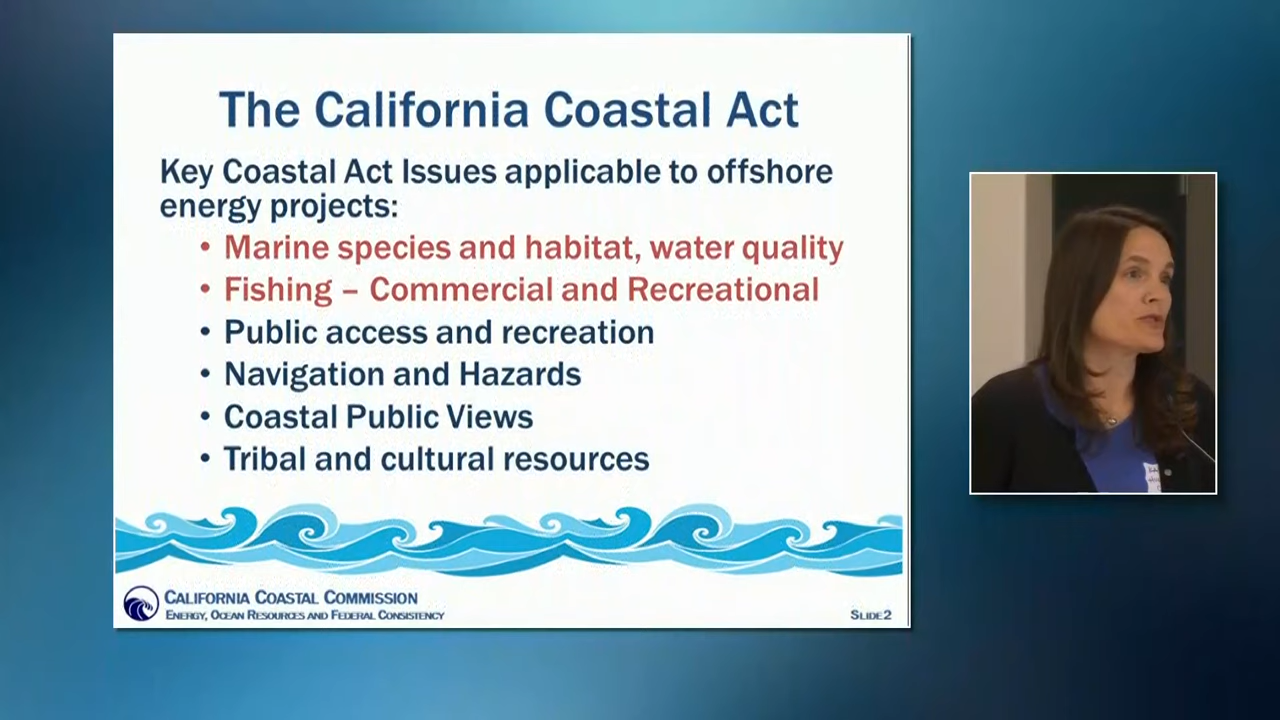 The California Coastal Act
Key Coastal Act Issues applicable to offshore
energy projects:
• Marine species and habitat, water quality
• Fishing – Commercial and Recreational
• Public access and recreation
• Navigation and Hazards
• Coastal Public Views
• Tribal and cultural resources
CALIFORNIA COASTAL COMMISSION
ENERGY, OCEAN RESOURCES AND FEDERAL CONSISTENCY
SLIDE 2